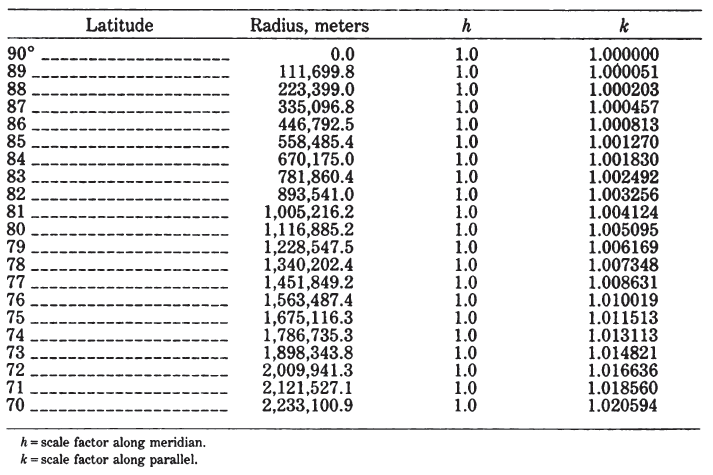 Latitude Radius, meters h k
90° 0.0 1.0 1.000000
89 111,699.8 1.0 1.000051
88 223,399.0 1.0 1.000203
87 335,096.8 1.0 1.000457
86 446,792.5 1.0 1.000813
85 558,485.4 1.0 1.001270
84 670,175.0 1.0 1.001830
83 781,860.4 1.0 1.002492
82 893,541.0 1.0 1.003256
81 1,005,216.2 1.0 1.004124
80 1,116,885.2 1.0 1.005095
79 1,228,547.5 1.0 1.006169
78 1,340,202.4 1.0 1.007348
77 1,451,849.2 1.0 1.008631
76 1,563,487.4 1.0 1.010019
75 1,675,116.3 1.0 1.011513
74 1,786,735.3 1.0 1.013113
73 1,898,343.8 1.0 1.014821
72 2,009,941.3 1.0 1.016636
71 2,121,527.1 1.0 1.018560
70 2,233,100.9 1.0 1.020594
h = scale factor along meridian.
k = scale factor along parallel.